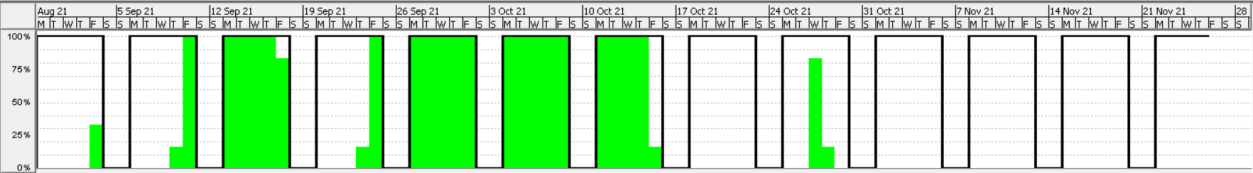 Aug 21 5 Sep 21 12 Sep 21 19 Sep 21 26 Sep 21 3 Oct 21 10 Oct 21 17 Oct 21 24 Oct 21 31 Oct 21 7 Nov 21 14 Nov 21 21 Nov 21 28
M T W T F S S M T W T F S S M T W T F S S M T W T F S S M T W T F S S M T W T F S S M T W T F S S M T W T F S S M T W T F S S M T W T F S S M T W T F S S M T W T F S S M T W T F S S
100%
75%
50%
25%
0%